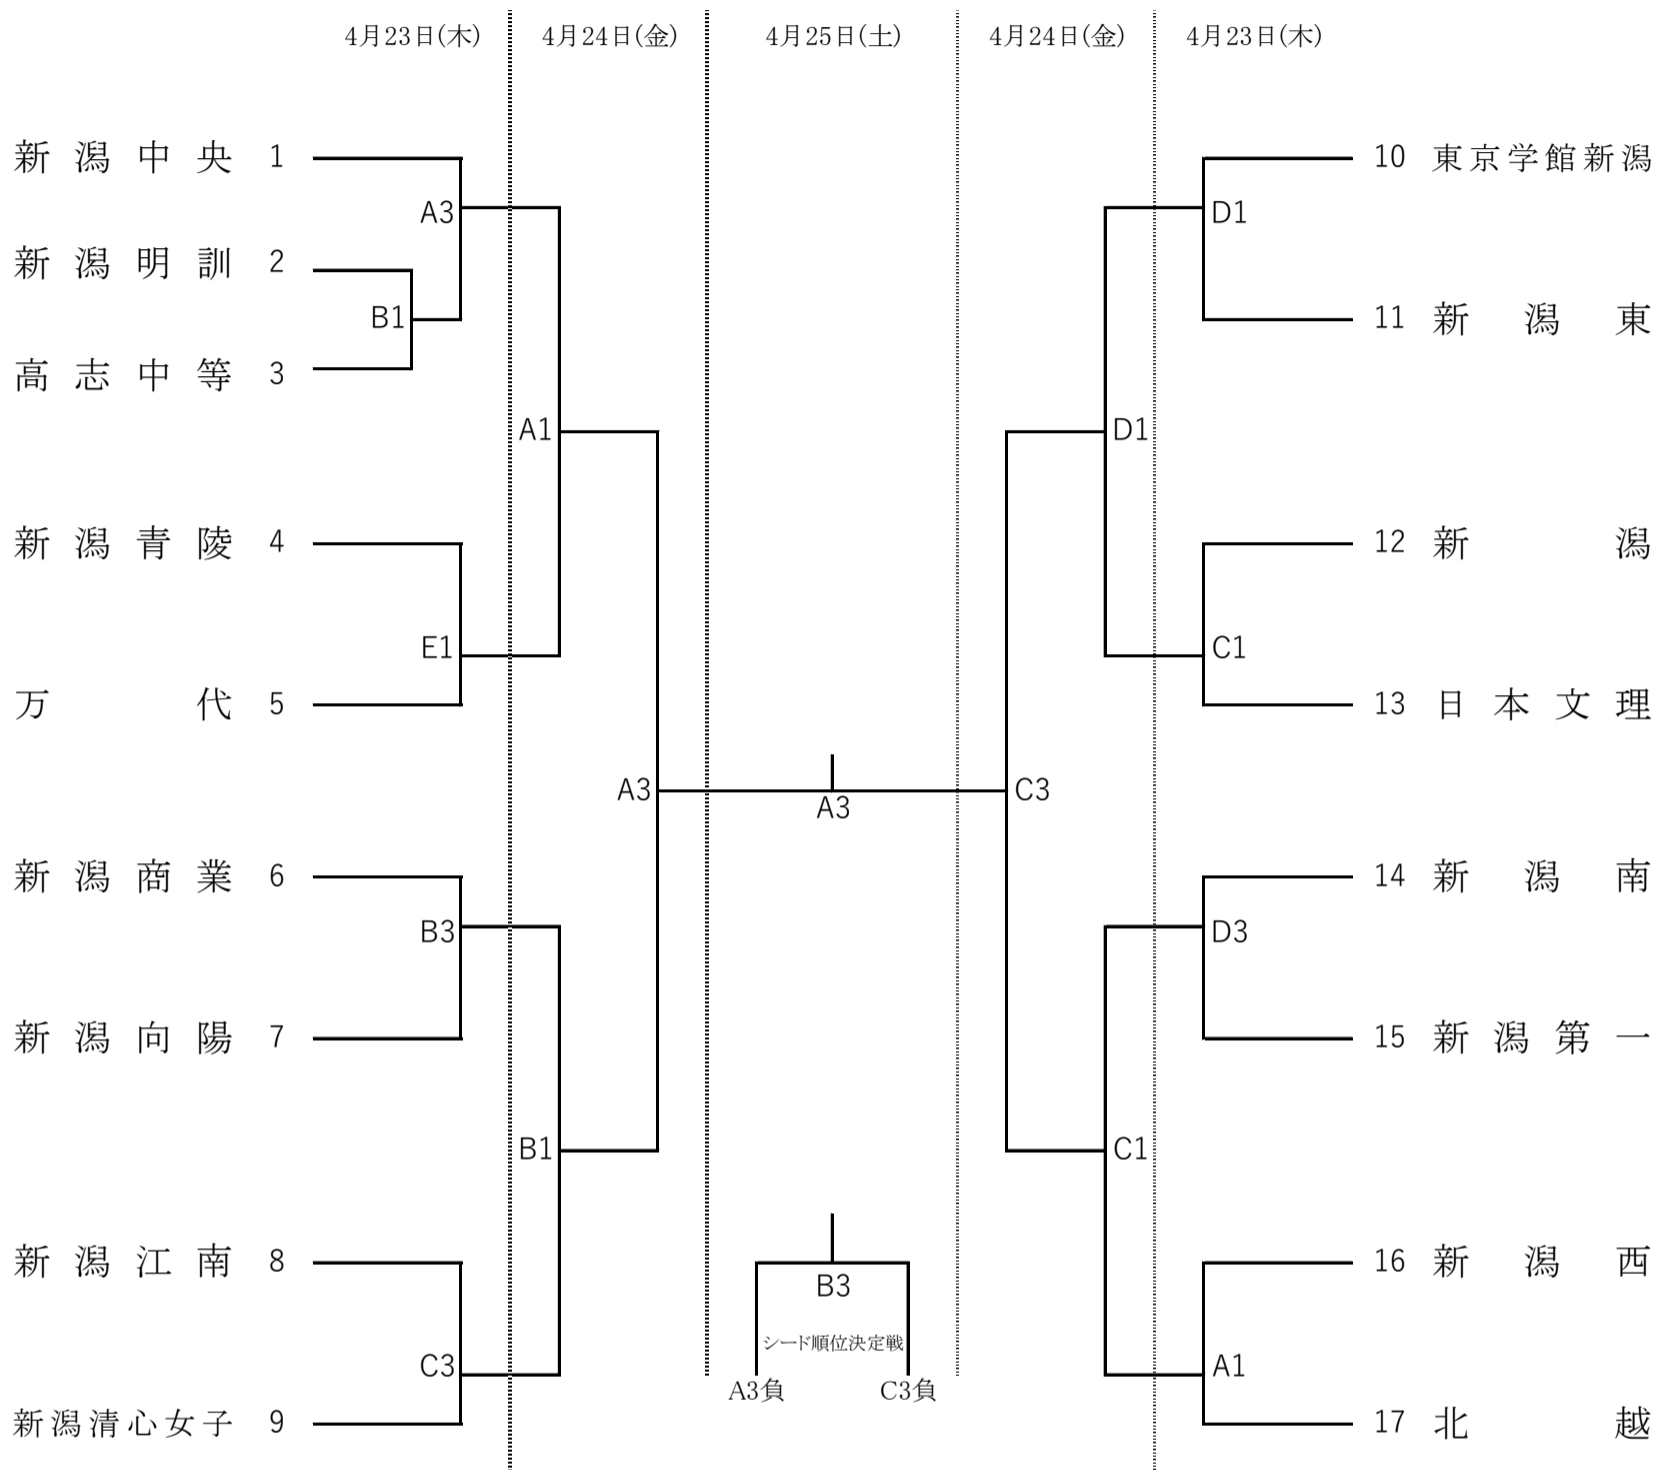 4月23日(木) 4月24日(金) 4月25日(土) 4月24日(金) 4月23日(木)
新潟中央 1
10 東京学館新潟
A3
D1
新潟明訓 2
B1
11 新潟東
高志中等 3
A1
D1
新潟青陵 4
12 新潟
E1
C1
万代 5
13 日本文理
A3
A3
C3
新潟商業 6
14 新潟南
B3
D3
新潟向陽 7
15 新潟第一
B1
C1
新潟江南 8
16 新潟西
B3
シード順位決定戦
C3
A1
A3負 C3負
新潟清心女子 9
17 北越